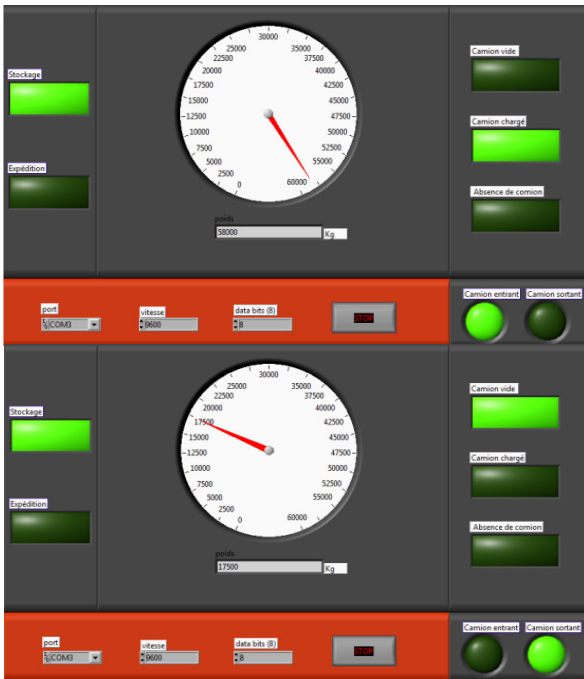 Stockage
Expédition
0
2500
5000
7500
10000
12500
15000
17500
20000
22500
25000
30000
35000
37500
40000
42500
45000
47500
50000
52500
55000
60000
poids
58000 Kg
Camion vide
Camion chargé
Absence de comion
port
COM3
vitesse
9600
data bits (8)
8
STOP
Camion entrant Camion sortant
Stockage
Expédition
0
2500
5000
7500
10000
12500
15000
17500
20000
22500
25000
30000
35000
37500
40000
42500
45000
47500
50000
52500
55000
60000
poids
17500 Kg
Camion vide
Camion chargé
Absence de comion
port
COM3
vitesse
9600
data bits (8)
8
STOP
Camion entrant Camion sortant